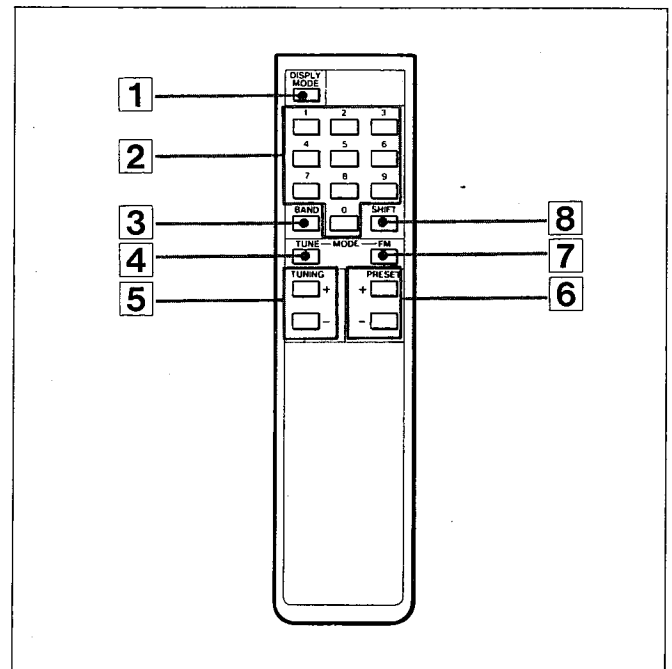 DISPLY
MODE
1
1 2 3
2
4 5 6
7 8 9
3
BAND 0 SHIFT
8
4
TUNE — MODE — FM
7
TUNING PRESET
5
+ +
6
- -